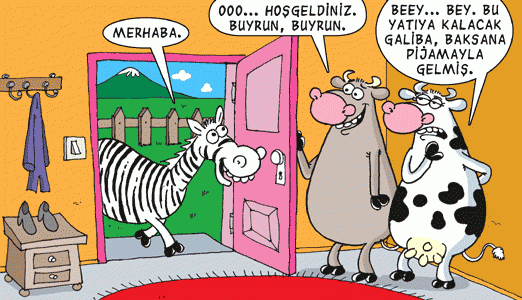 MERHABA.
OOO... HOŞGELDİNİZ.
BUYRUN, BUYRUN.
BEEY... BEY. BU
YATIYA KALACAK
GALİBA, BAKSANA
PİJAMAYLA
GELMİŞ.